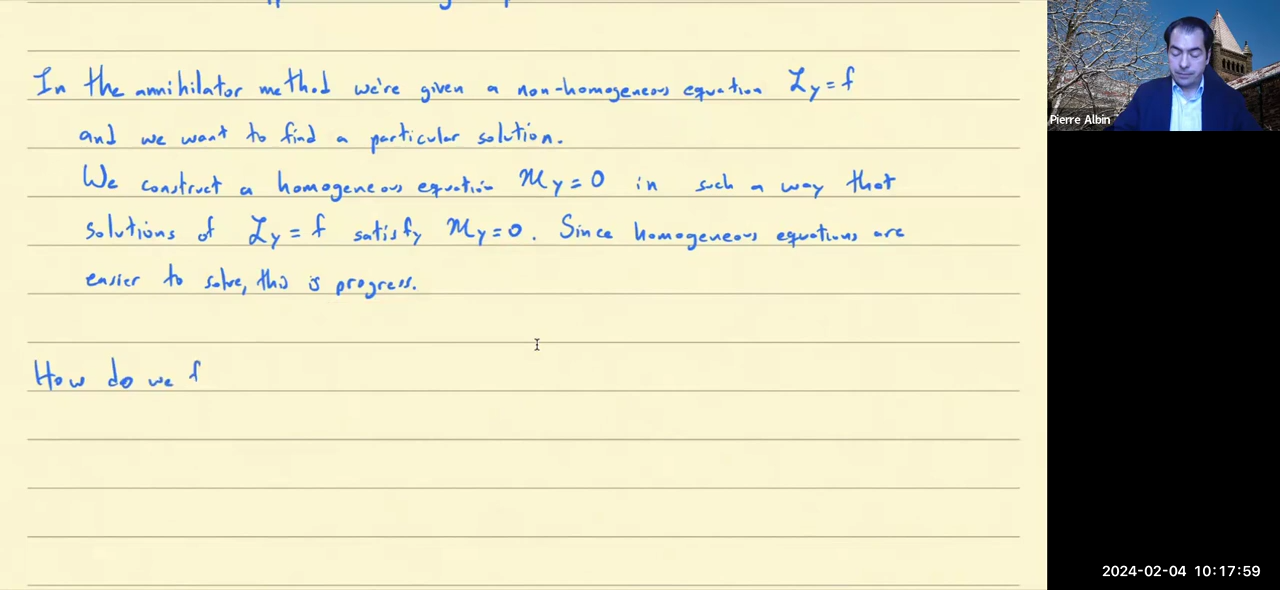 In the annihilator method we're given a non-homogeneous equation ℒy = f
and we want to find a particular solution.
We construct a homogeneous equation ℳy = 0 in such a way that
solutions of ℒy = f satisfy ℳy = 0. Since homogeneous equations are
easier to solve, this is progress.
How do we f
Pierre Albin
2024-02-04 10:17:59